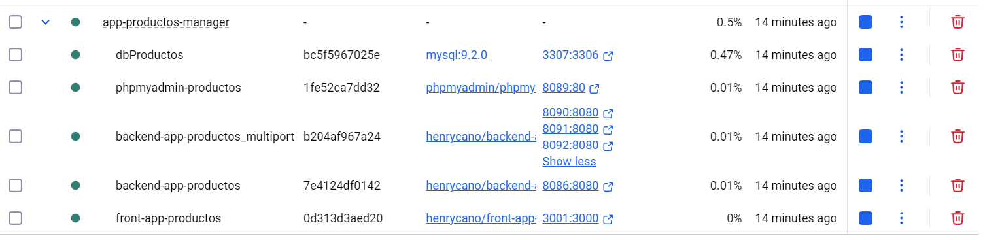 app-productos-manager - - - 0.5% 14 minutes ago
dbProductos bc5f5967025e mysql:9.2.0 3307:3306 0.47% 14 minutes ago
phpmyadmin-productos 1fe52ca7dd32 phpmyadmin/phpmy 8089:80 0.01% 14 minutes ago
8090:8080
8091:8080
backend-app-productos_multiport b204af967a24 henrycano/backend-a 0.01% 14 minutes ago
8092:8080
Show less
backend-app-productos 7e4124df0142 henrycano/backend-a 8086:8080 0.01% 14 minutes ago
front-app-productos 0d313d3aed20 henrycano/front-app- 3001:3000 0% 14 minutes ago